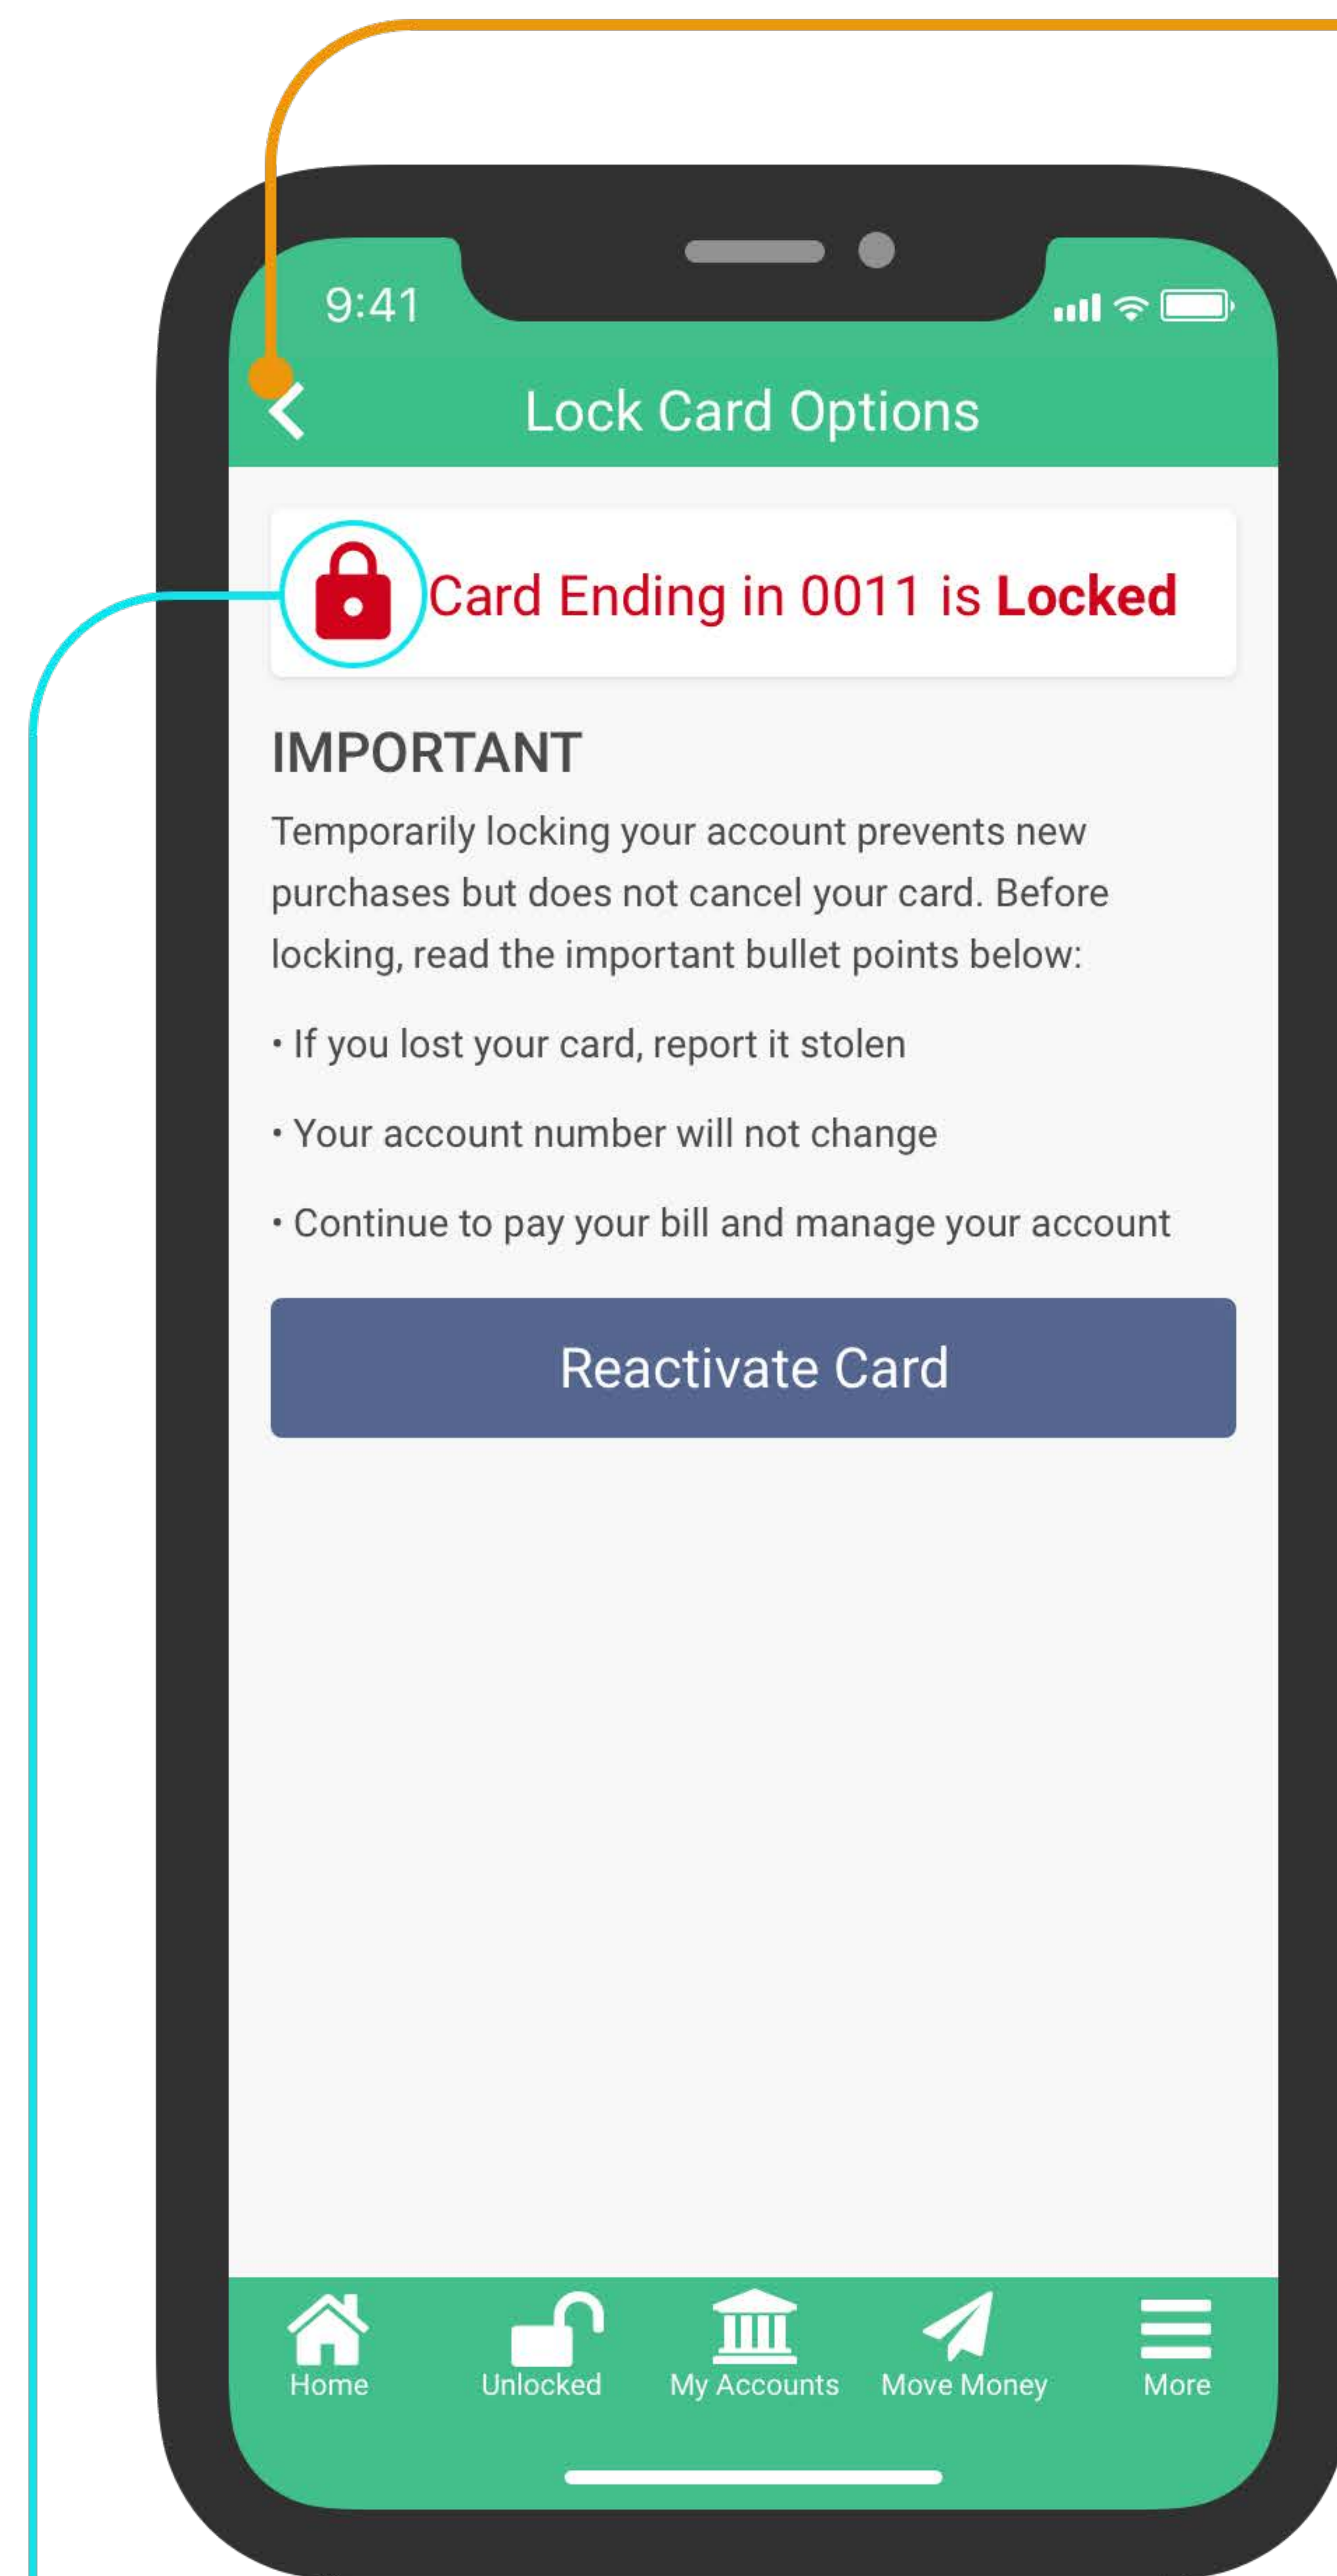 9:41
Lock Card Options
Card Ending in 0011 is Locked
IMPORTANT
Temporarily locking your account prevents new
purchases but does not cancel your card. Before
locking, read the important bullet points below:
• If you lost your card, report it stolen
• Your account number will not change
• Continue to pay your bill and manage your account
Reactivate Card
Home Unlocked My Accounts Move Money More